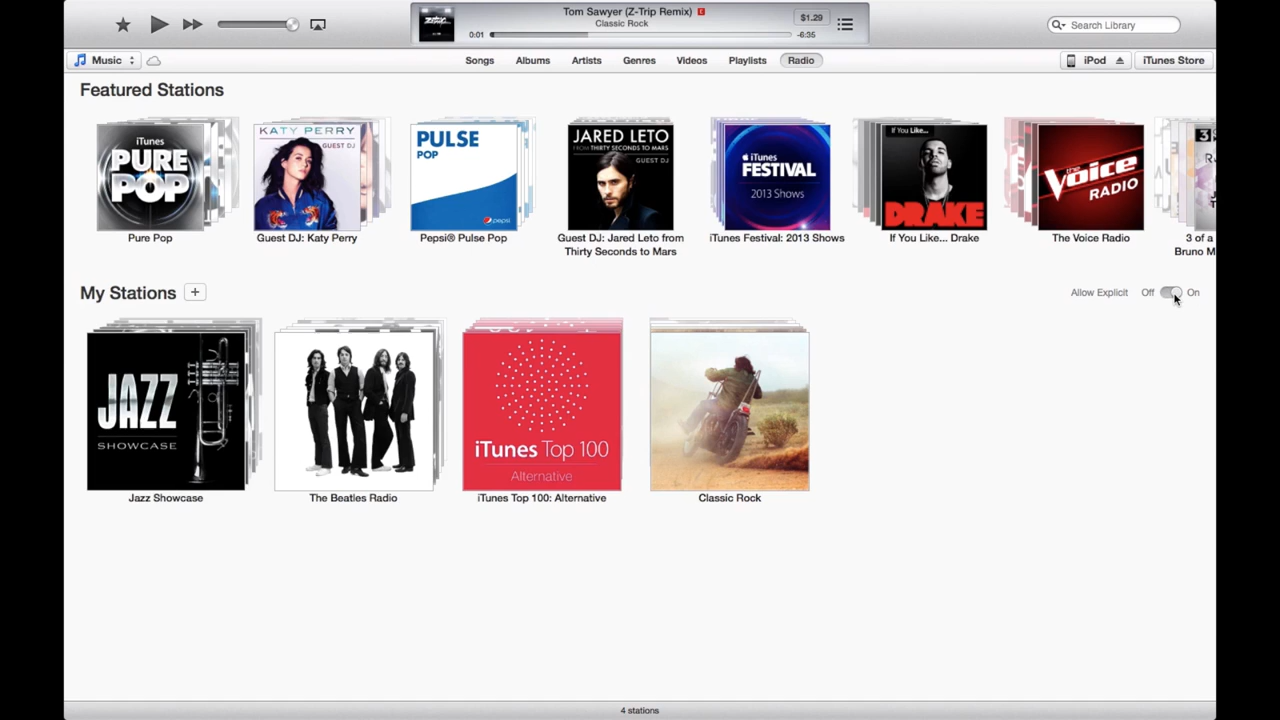 Tom Sawyer (Z-Trip Remix) E
Classic Rock
$1.29
0:01
-6:35
Search Library
Music
Songs
Albums
Artists
Genres
Videos
Playlists
Radio
iPod
iTunes Store
Featured Stations
iTunes
PURE
POP
KATY PERRY
GUEST DJ
PULSE
POP
pepsi
JARED LETO
FROM THIRTY SECONDS TO MARS
GUEST DJ
iTunes
FESTIVAL
2013 Shows
If You Like...
DRAKE
the
Voice
RADIO
Pure Pop
Guest DJ: Katy Perry
Pepsi® Pulse Pop
Guest DJ: Jared Leto from
Thirty Seconds to Mars
iTunes Festival: 2013 Shows
If You Like... Drake
The Voice Radio
3 of a
Bruno M
My Stations +
Allow Explicit Off On
JAZZ
SHOWCASE
iTunes Top 100
Alternative
Jazz Showcase
The Beatles Radio
iTunes Top 100: Alternative
Classic Rock
4 stations